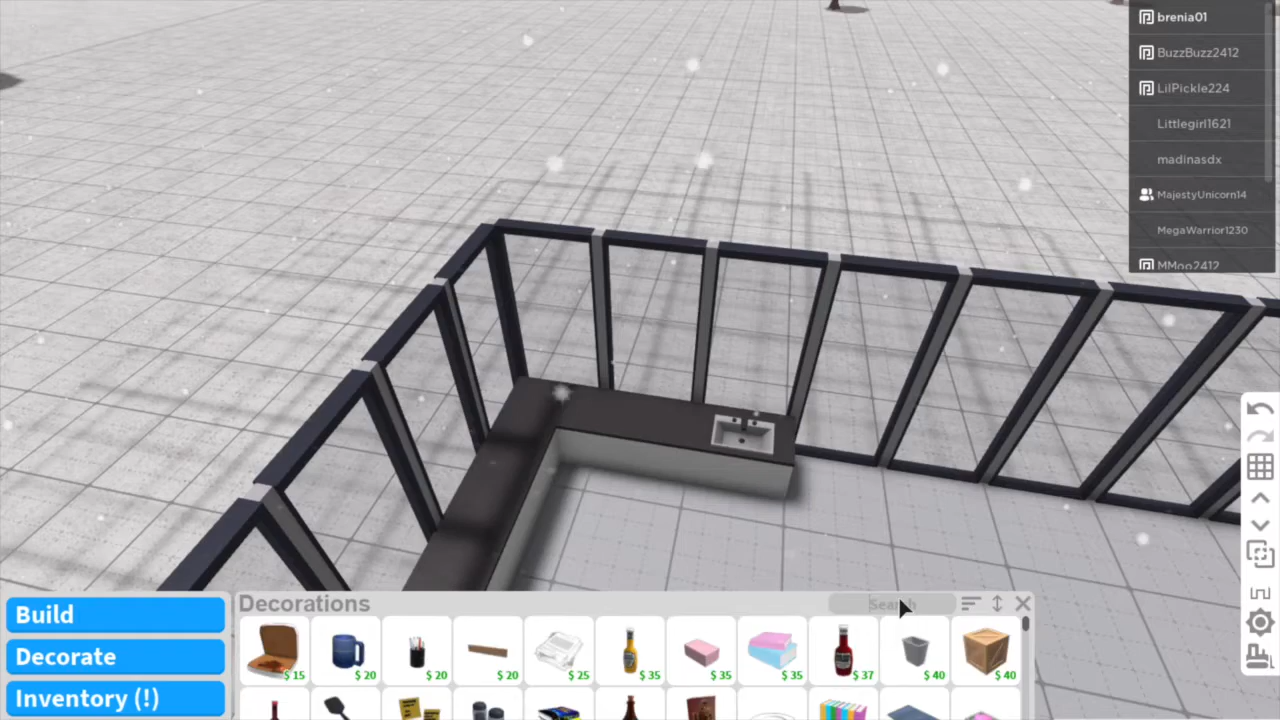 brenia01
BuzzBuzz2412
LilPickle224
Littlegirl1621
madinasdx
MajestyUnicorn14
MegaWarrior1230
MMoo2412
Build
Decorate
Inventory (!)
Decorations
Search
$ 15
$ 20
$ 20
$ 20
$ 25
$ 35
$ 35
$ 35
$ 37
$ 40
$ 40